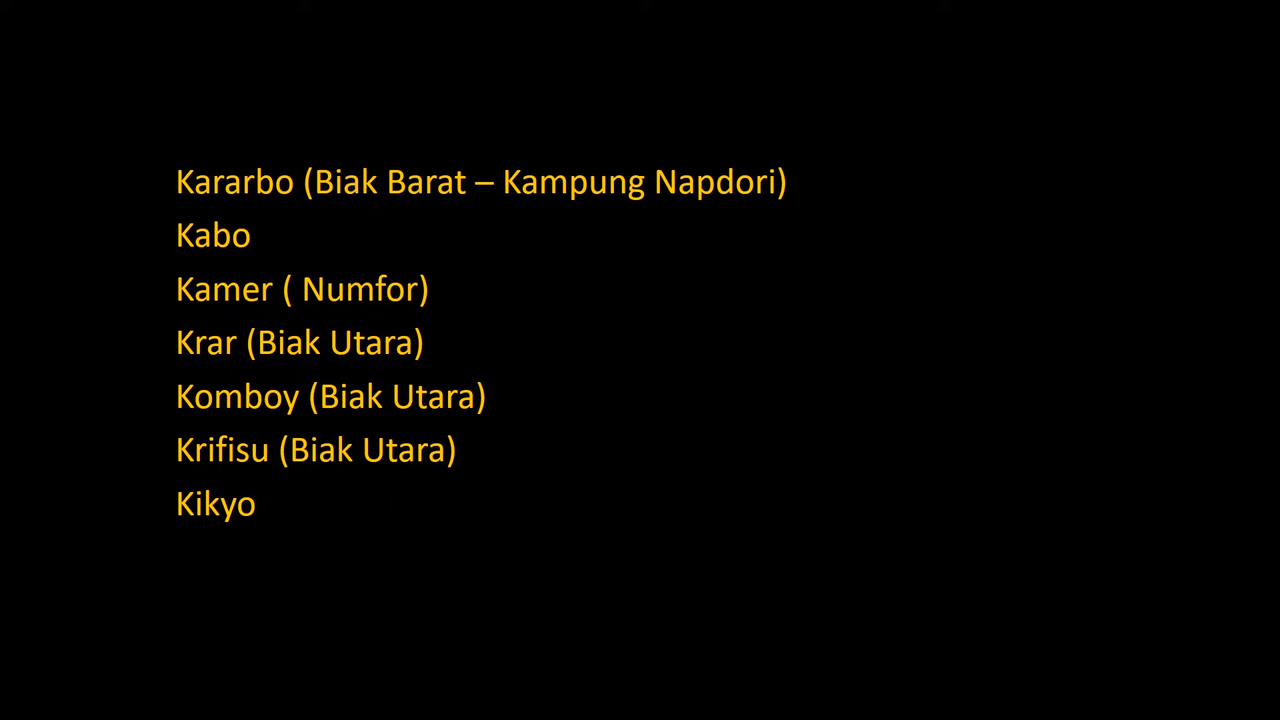 Kararbo (Biak Barat – Kampung Napdori)
Kabo
Kamer ( Numfor)
Krar (Biak Utara)
Komboy (Biak Utara)
Krifisu (Biak Utara)
Kikyo